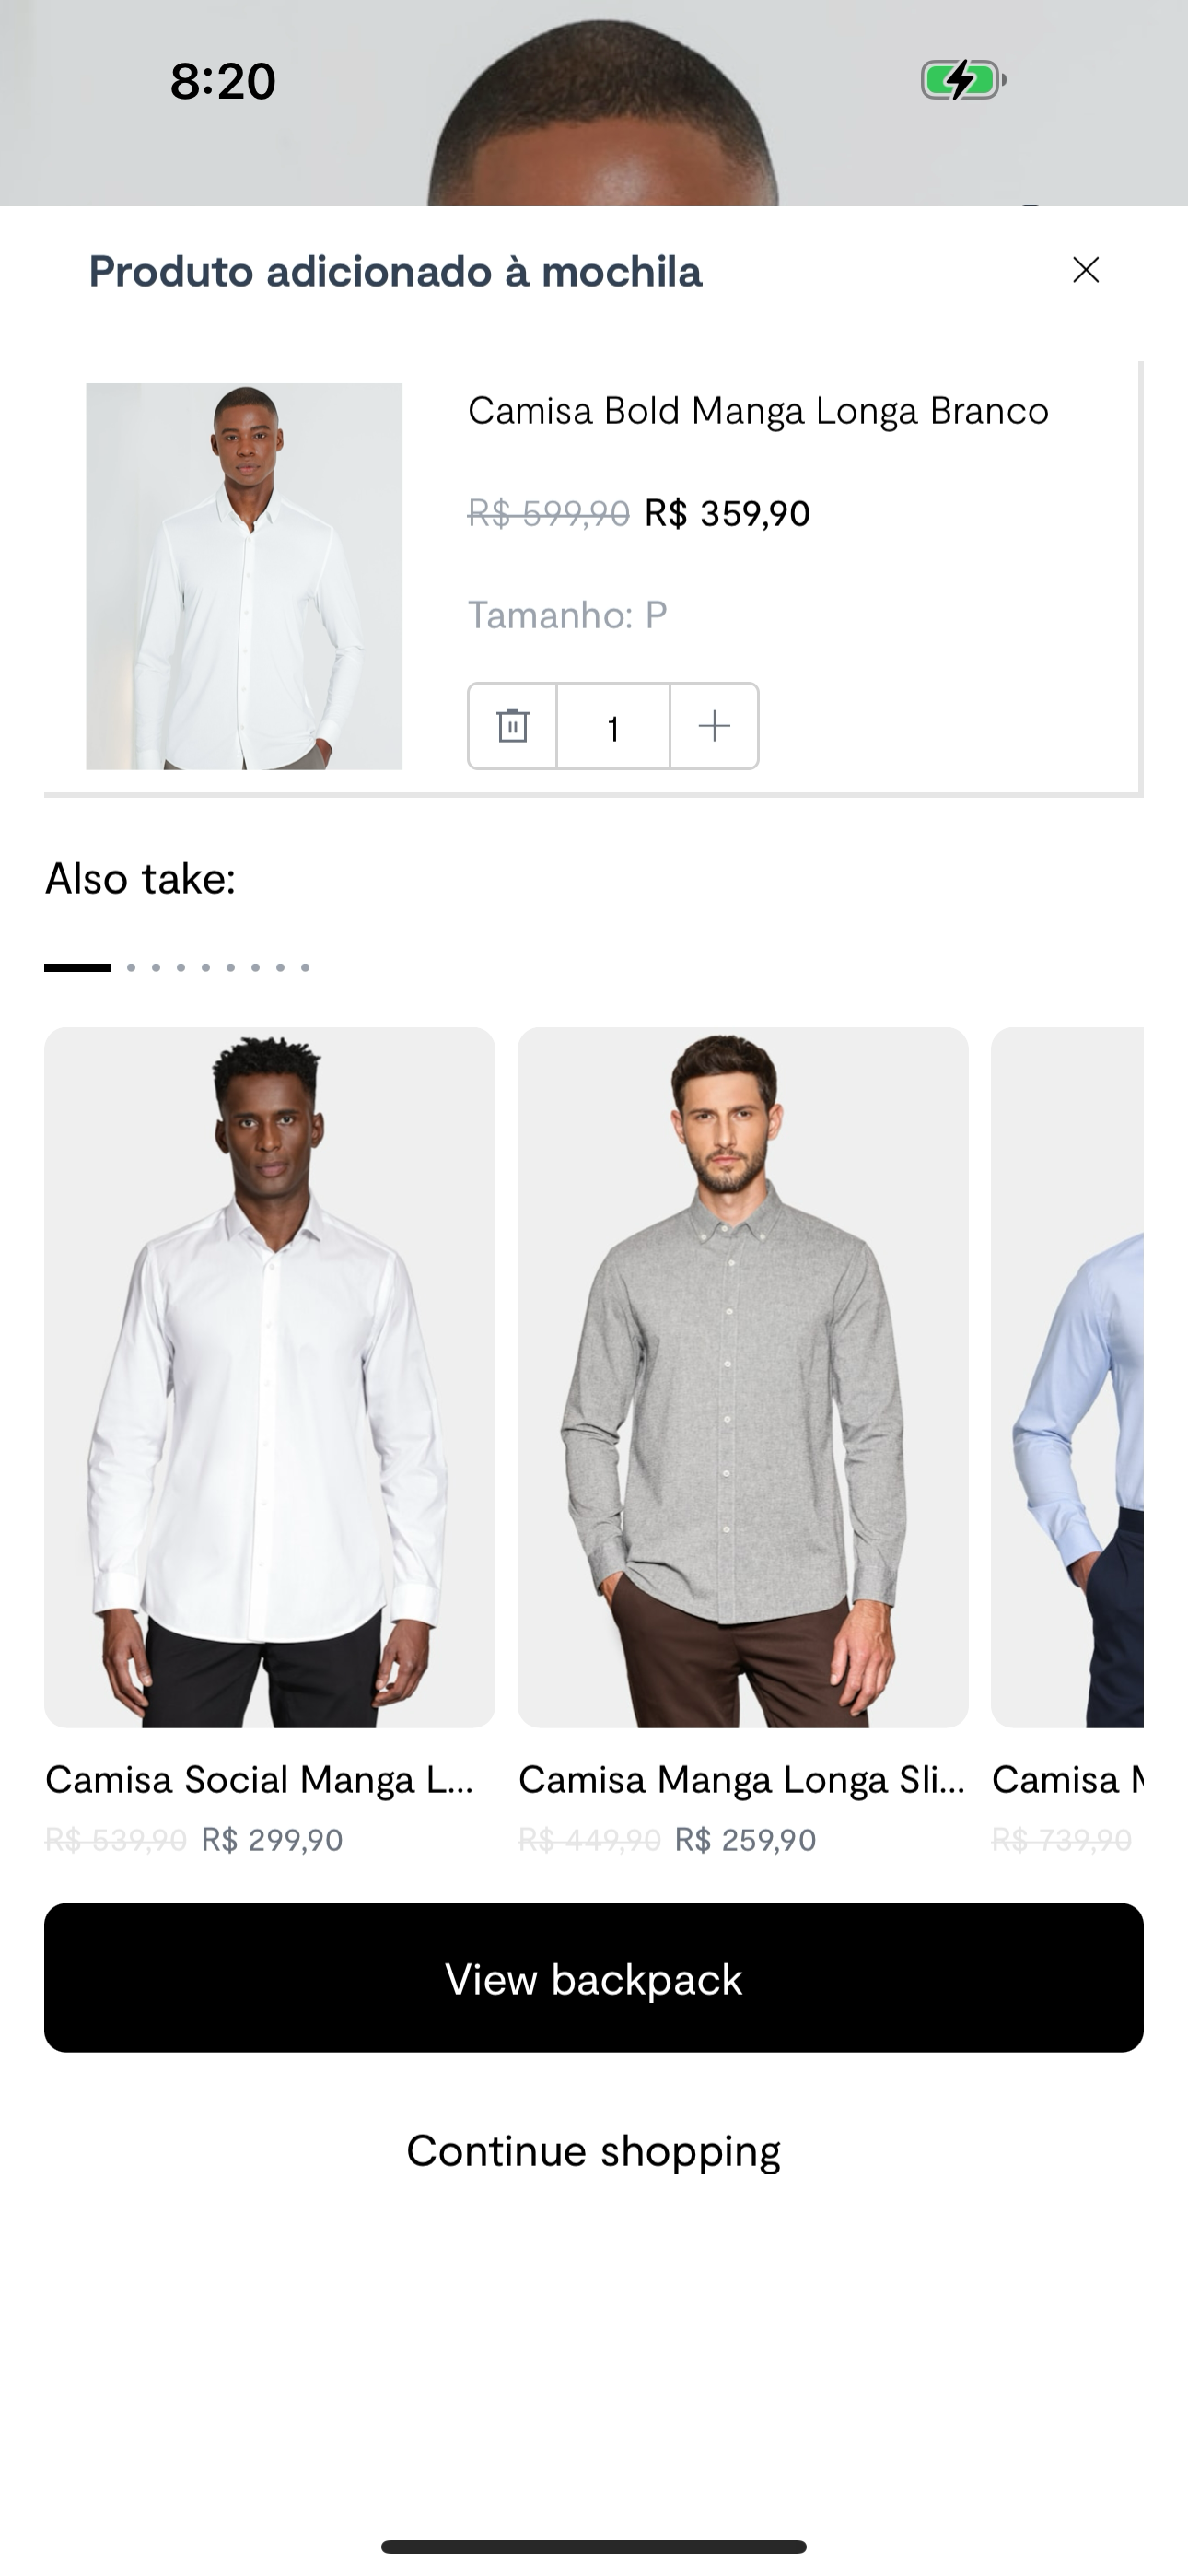 8:20
Produto adicionado à mochila
Camisa Bold Manga Longa Branco
R$ 599,90 R$ 359,90
Tamanho: P
1
Also take:
Camisa Social Manga L... Camisa Manga Longa Sli... Camisa
R$ 539,90 R$ 299,90 R$ 449,90 R$ 259,90 R$ 739,90
View backpack
Continue shopping